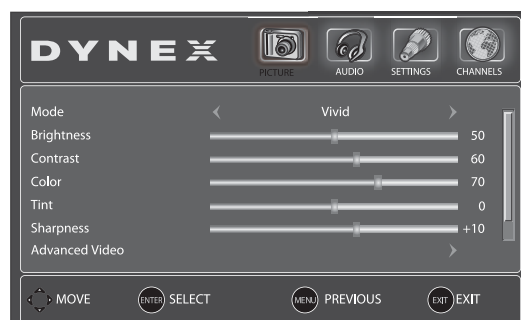 DYNEX
PICTURE AUDIO SETTINGS CHANNELS
Mode Vivid
Brightness 50
Contrast 60
Color 70
Tint 0
Sharpness +10
Advanced Video
MOVE ENTER SELECT MENU PREVIOUS EXIT EXIT